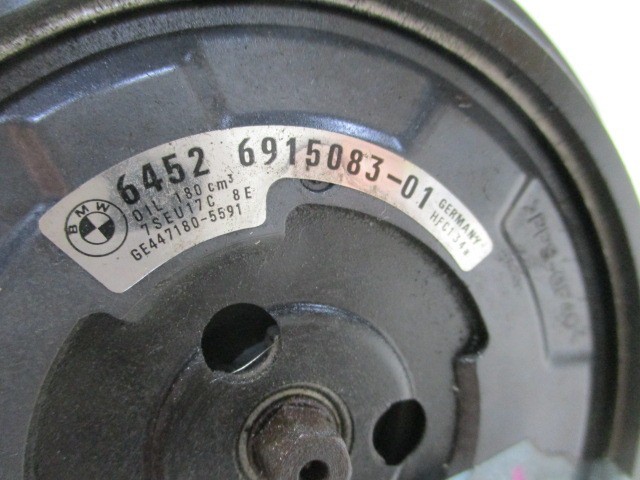 BMW
6452 6915083-01
OIL 180 cm³
7SEU17C 8E
GE447180-5591
GERMANY
HFC134a